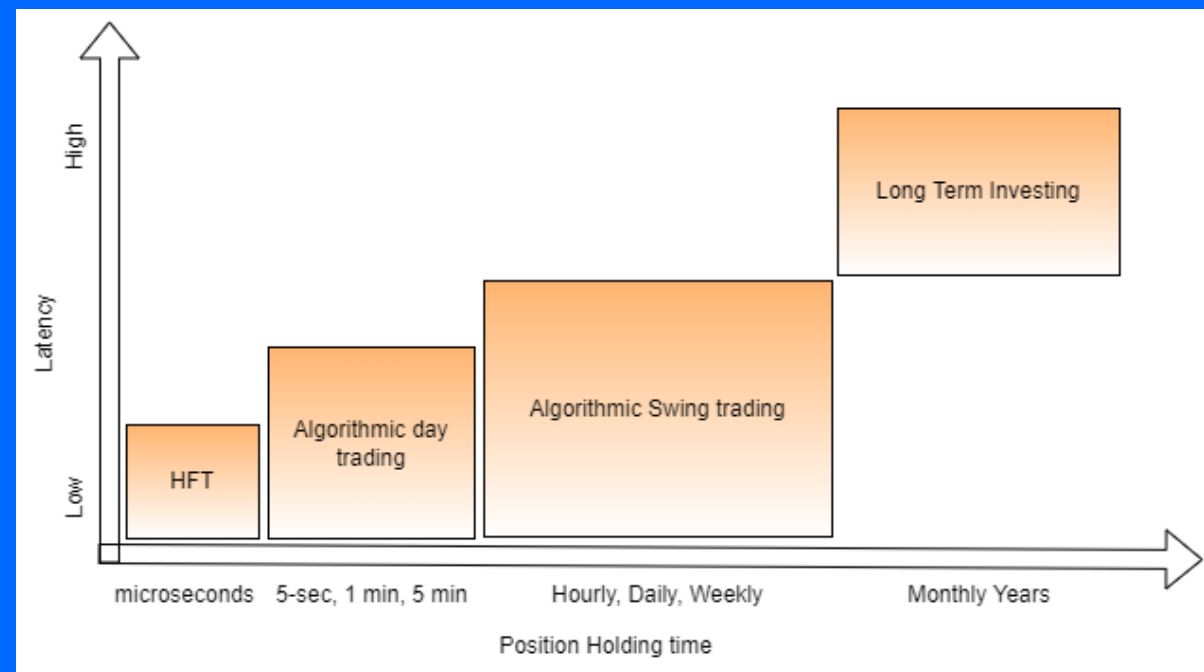 High
Latency
Low
Long Term Investing
Algorithmic Swing trading
Algorithmic day
trading
HFT
microseconds
5-sec, 1 min, 5 min
Hourly, Daily, Weekly
Monthly Years
Position Holding time